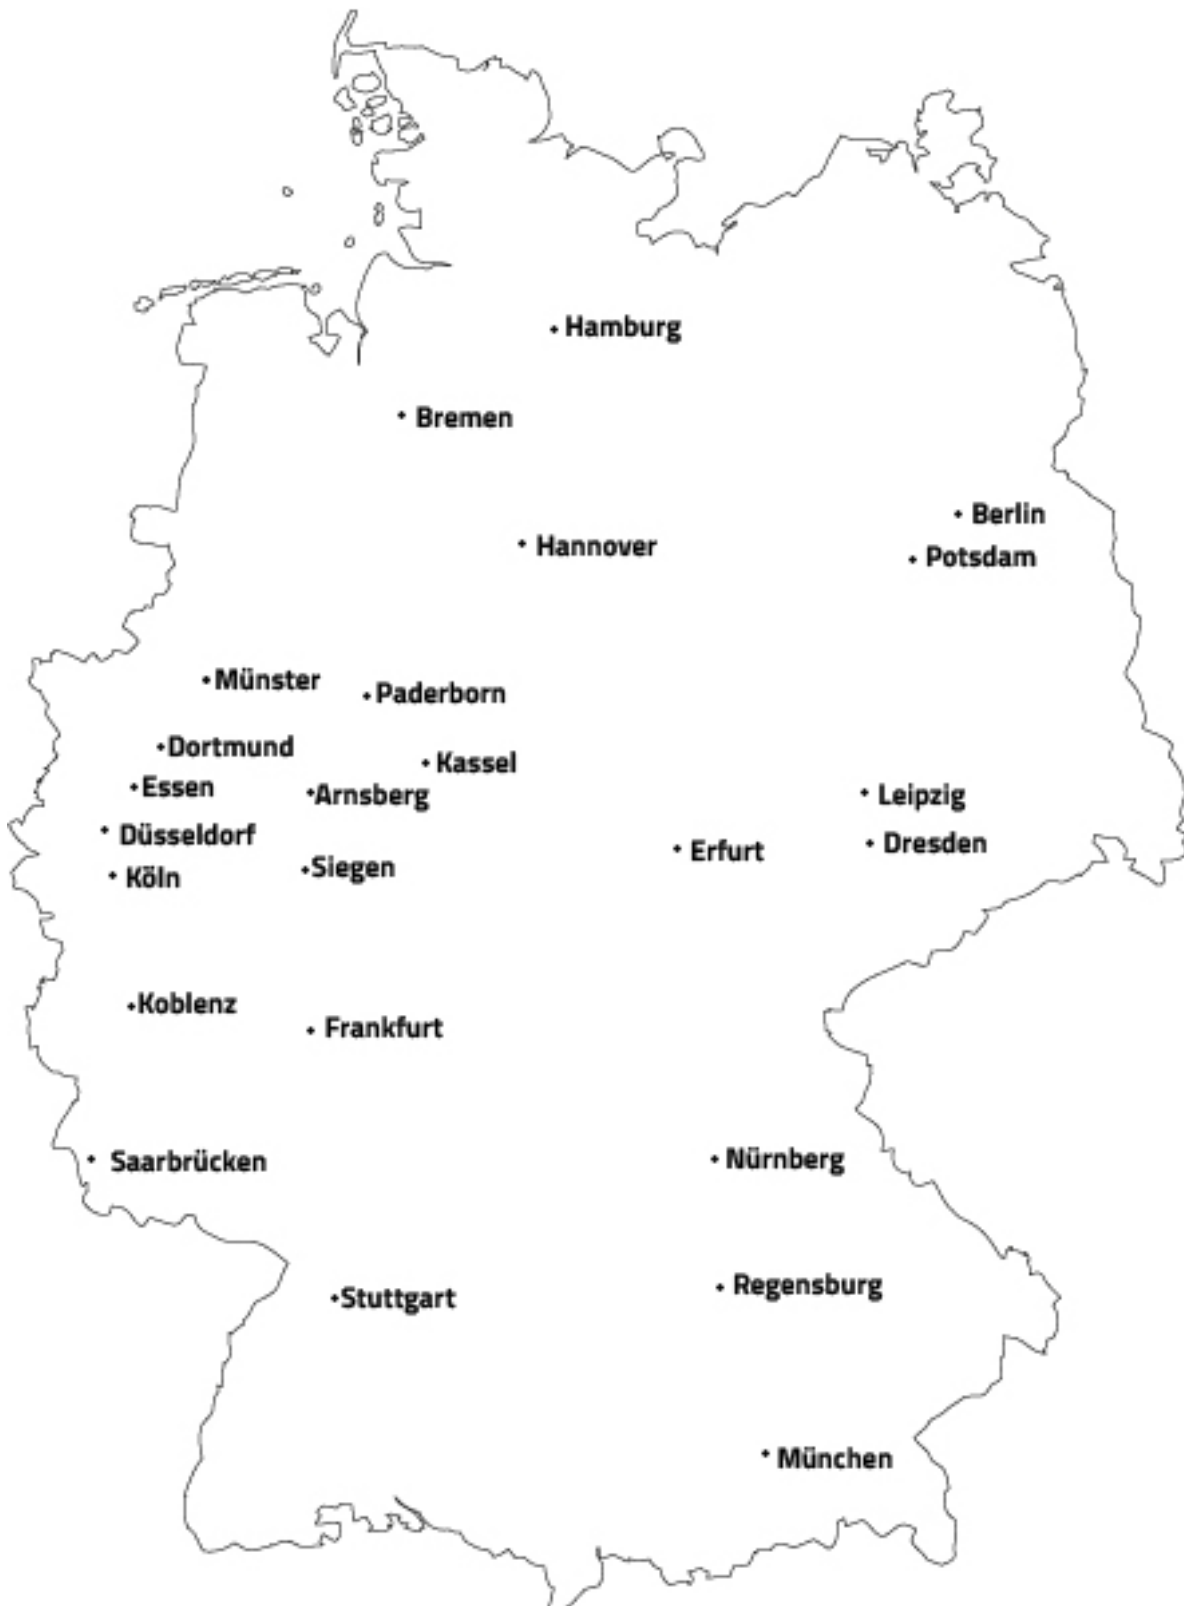 Hamburg
Bremen
Berlin
Hannover
Potsdam
Münster
Paderborn
Dortmund
Kassel
Essen
Arnsberg
Leipzig
Düsseldorf
Dresden
Erfurt
Siegen
Köln
Koblenz
Frankfurt
Saarbrücken
Nürnberg
Regensburg
Stuttgart
München